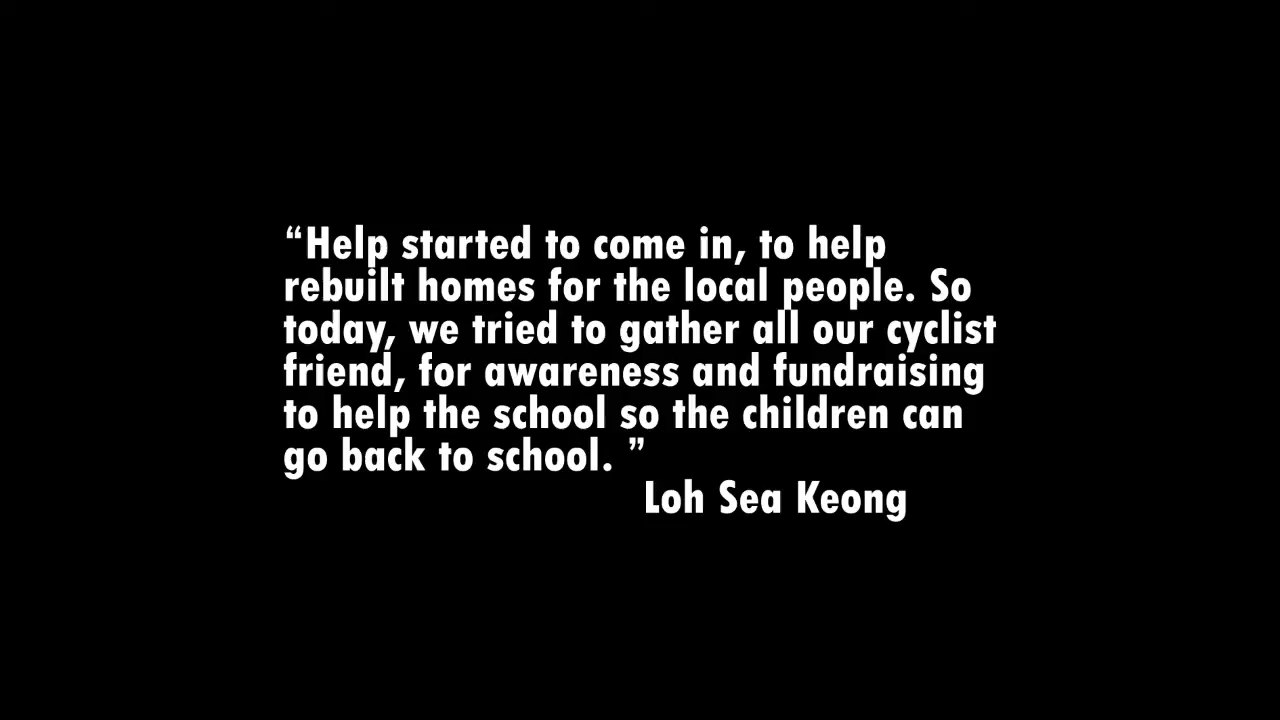 “Help started to come in, to help
rebuilt homes for the local people. So
today, we tried to gather all our cyclist
friend, for awareness and fundraising
to help the school so the children can
go back to school. ”
Loh Sea Keong